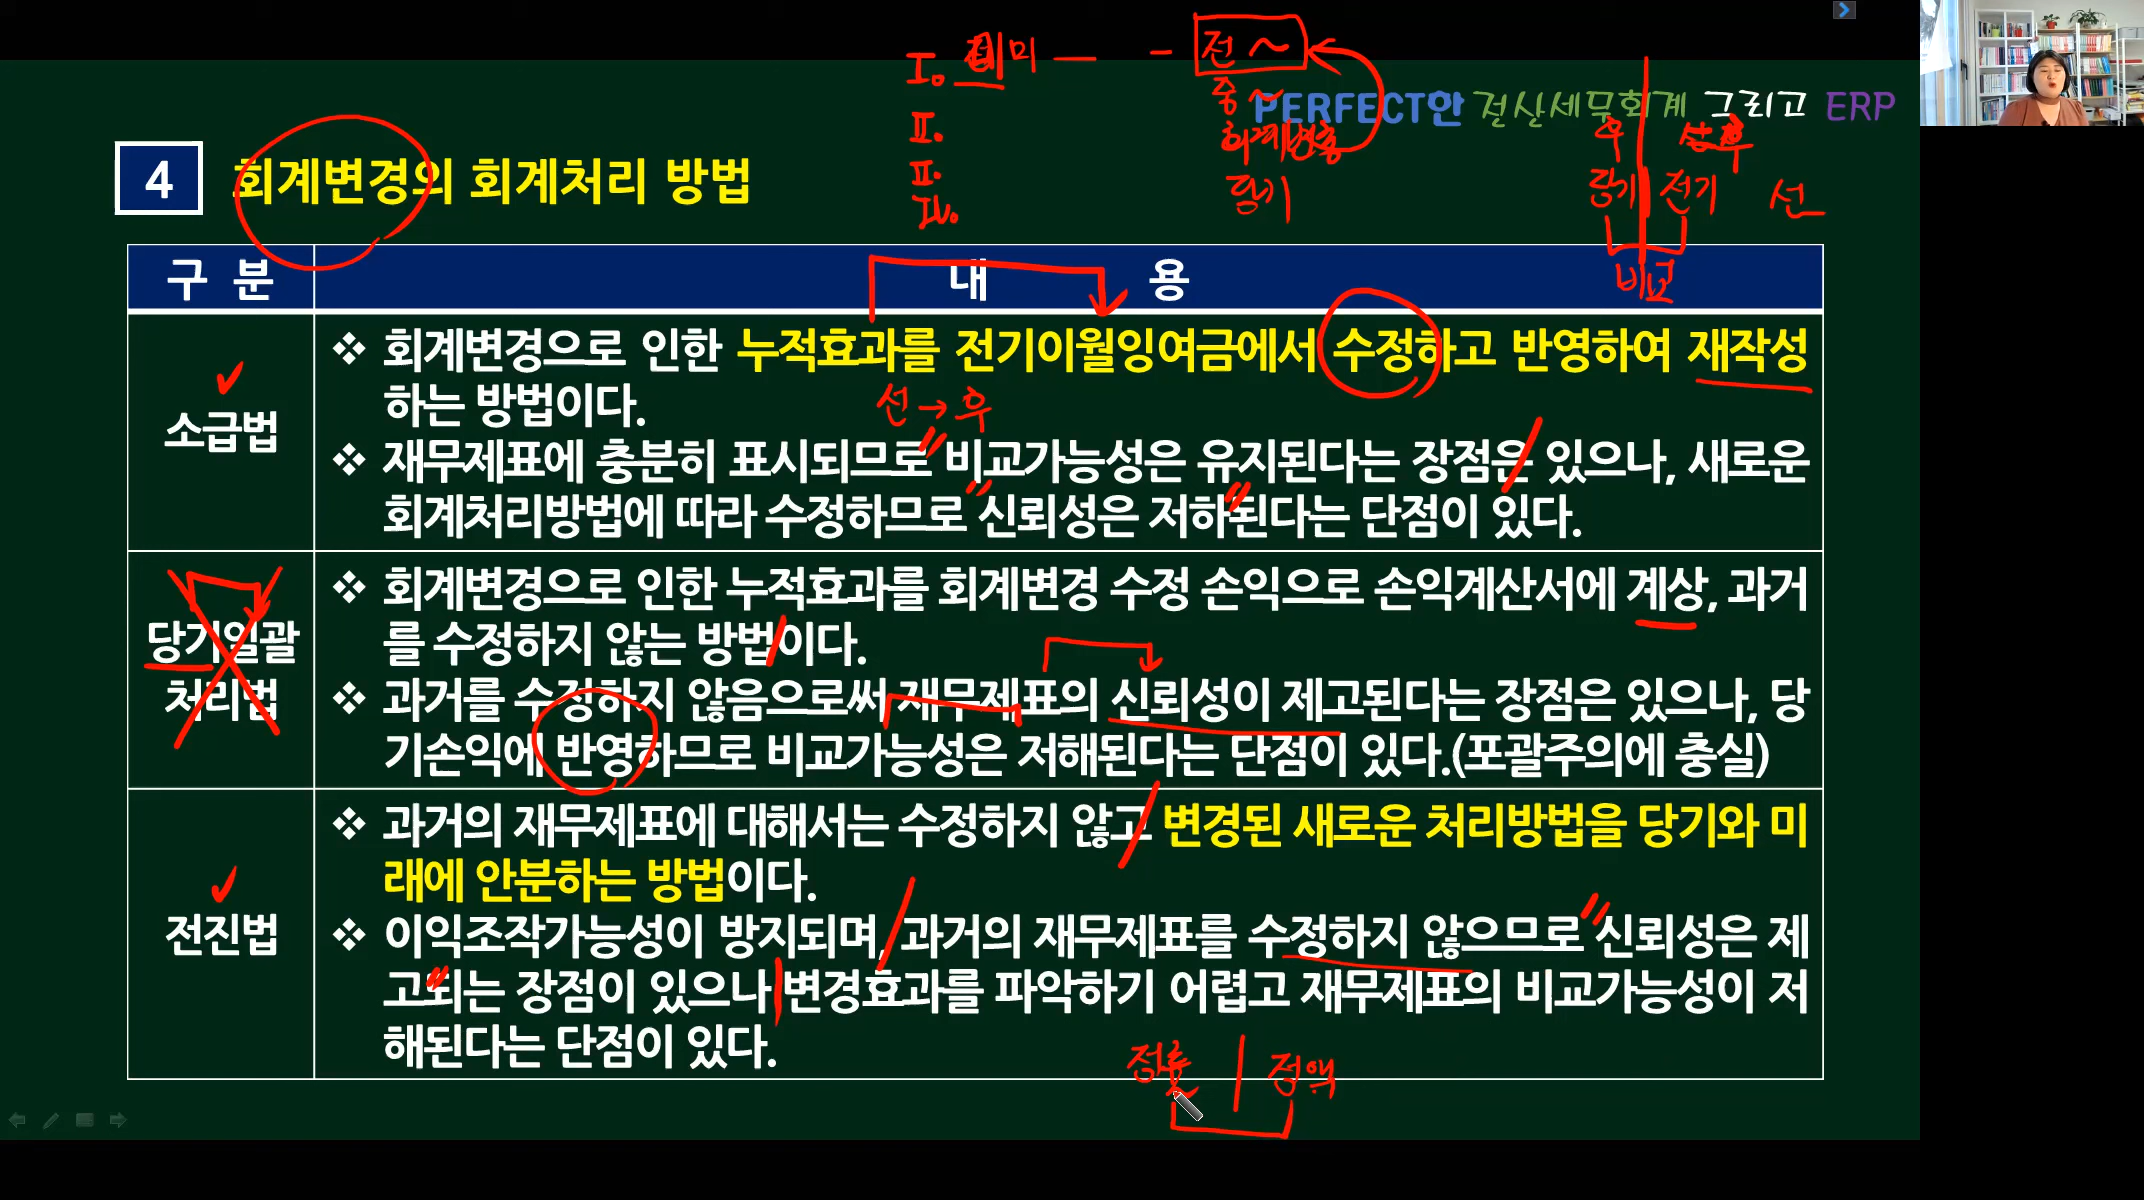 I. 미 — - 전 ~
중 ~
PERFECT한 전산세무회계 그리고 ERP
II. 회계변동
우 선
II. 당기
당기 전기 선
IV.
4 회계변경의 회계처리 방법
비교
구 분 내 용
❖ 회계변경으로 인한 누적효과를 전기이월잉여금에서 수정하고 반영하여 재작성
하는 방법이다.
선 → 우
소급법
❖ 재무제표에 충분히 표시되므로 비교가능성은 유지된다는 장점은 있으나, 새로운
회계처리방법에 따라 수정하므로 신뢰성은 저하된다는 단점이 있다.
당기일괄
처리법
❖ 회계변경으로 인한 누적효과를 회계변경 수정 손익으로 손익계산서에 계상, 과거
를 수정하지 않는 방법이다.
❖ 과거를 수정하지 않음으로써 재무제표의 신뢰성이 제고된다는 장점은 있으나, 당
기손익에 반영하므로 비교가능성은 저해된다는 단점이 있다.(포괄주의에 충실)
전진법
❖ 과거의 재무제표에 대해서는 수정하지 않고 변경된 새로운 처리방법을 당기와 미
래에 안분하는 방법이다.
❖ 이익조작가능성이 방지되며, 과거의 재무제표를 수정하지 않으므로 신뢰성은 제
고되는 장점이 있으나 변경효과를 파악하기 어렵고 재무제표의 비교가능성이 저
해된다는 단점이 있다.
정률 정액